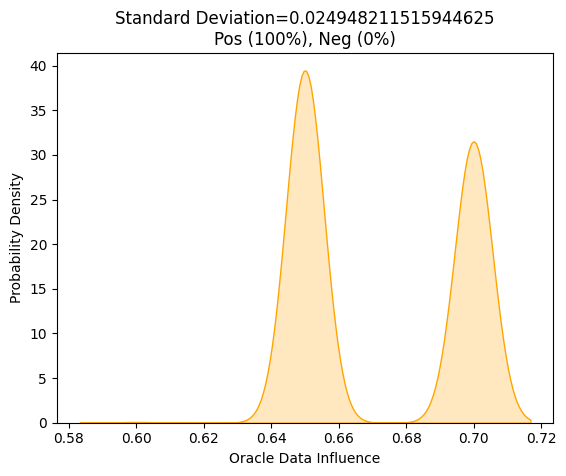 Standard Deviation=0.024948211515944625
Pos (100%), Neg (0%)
40
35
30
25
20
15
10
5
0
Probability Density
0.58 0.60 0.62 0.64 0.66 0.68 0.70 0.72
Oracle Data Influence